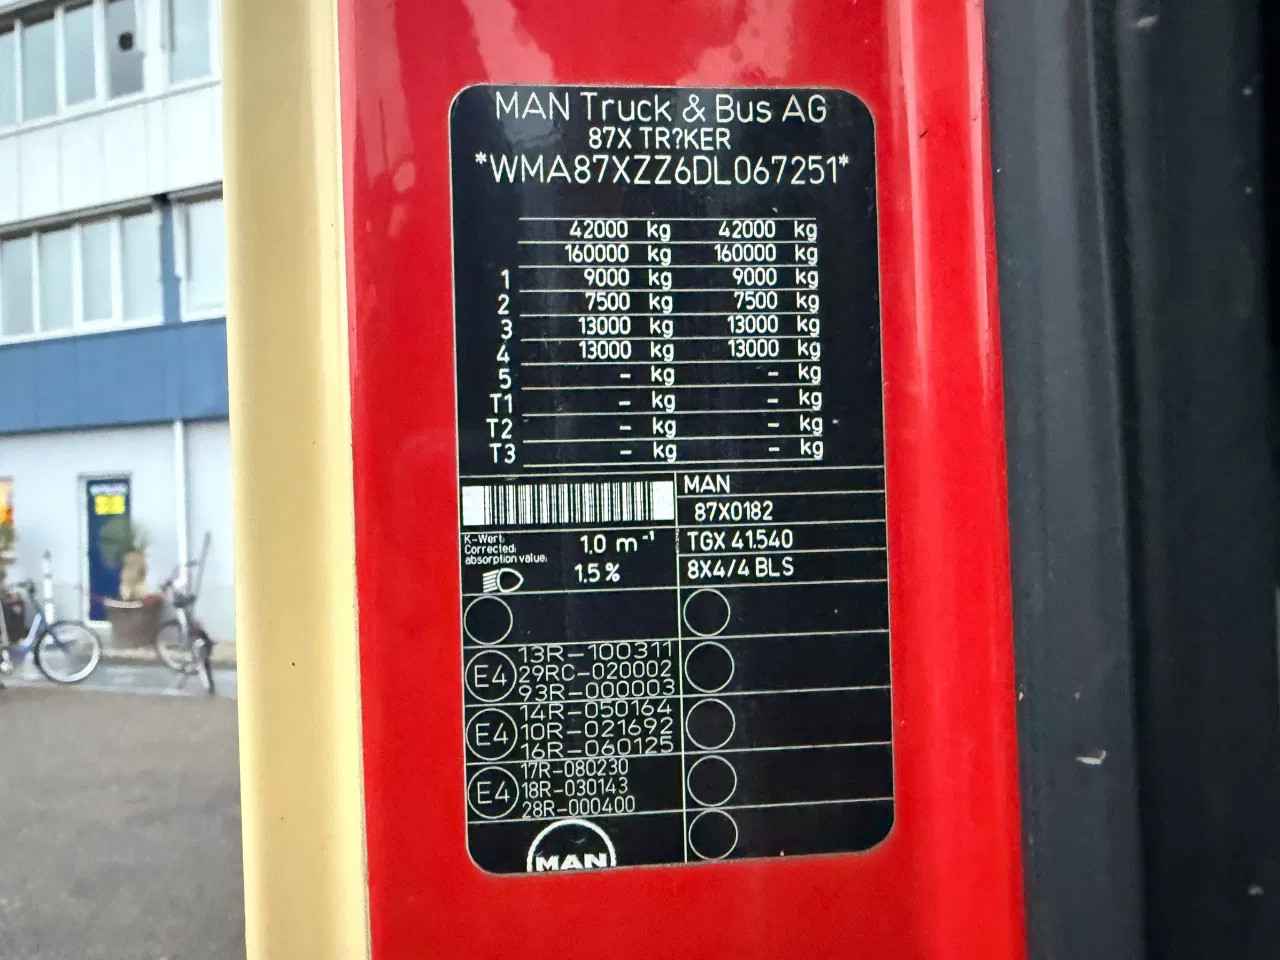 MAN Truck & Bus AG
87X TR?KER
*WMA87XZZ6DL067251*
42000 kg 42000 kg
160000 kg 160000 kg
1 9000 kg 9000 kg
2 7500 kg 7500 kg
3 13000 kg 13000 kg
4 13000 kg 13000 kg
5 – kg – kg
T1 – kg – kg
T2 – kg – kg
T3 – kg – kg
MAN
87X0182
K-Wert:
Corrected:
absorption value:
1,0 m⁻¹
TGX 41.540
1.5 %
8X4/4 BLS
E4 13R–100311
29RC–020002
93R–000003
E4 14R–050164
10R–021692
16R–060125
E4 17R–080230
18R–030143
28R–000400
MAN